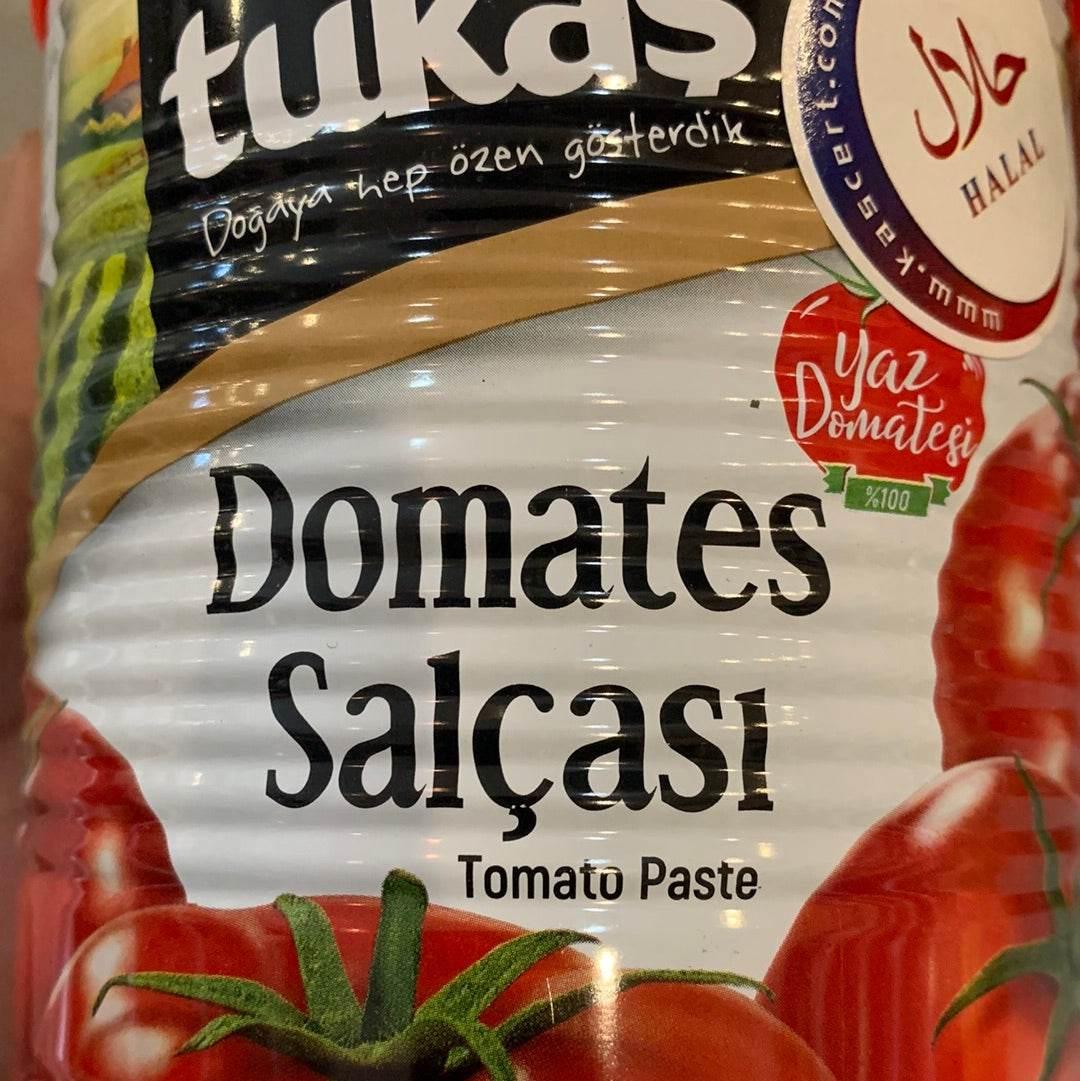 tukaş
Doğaya hep özen gösterdik
حلال
HALAL
www.kascert.com
Yaz
Domatesi
%100
Domates
Salçası
Tomato Paste